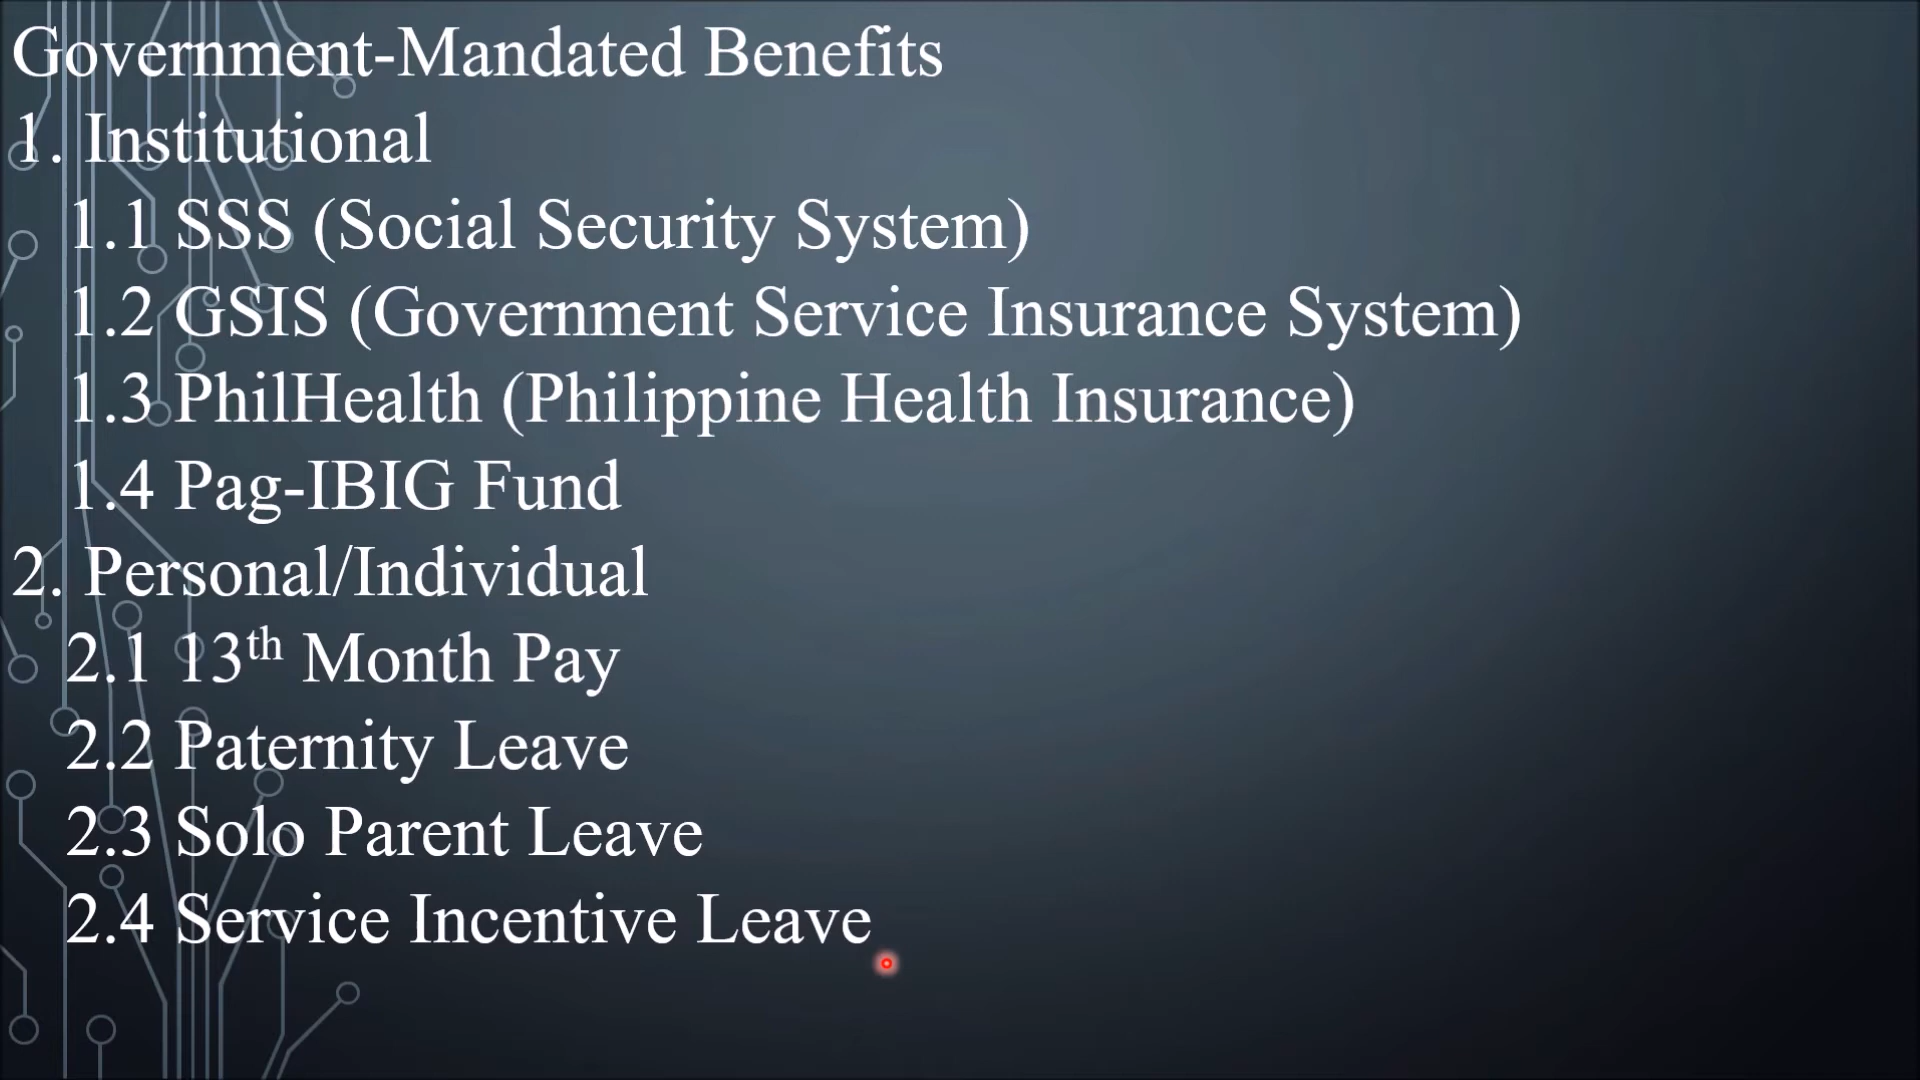 Government-Mandated Benefits
1. Institutional
1.1 SSS (Social Security System)
1.2 GSIS (Government Service Insurance System)
1.3 PhilHealth (Philippine Health Insurance)
1.4 Pag-IBIG Fund
2. Personal/Individual
2.1 13th Month Pay
2.2 Paternity Leave
2.3 Solo Parent Leave
2.4 Service Incentive Leave